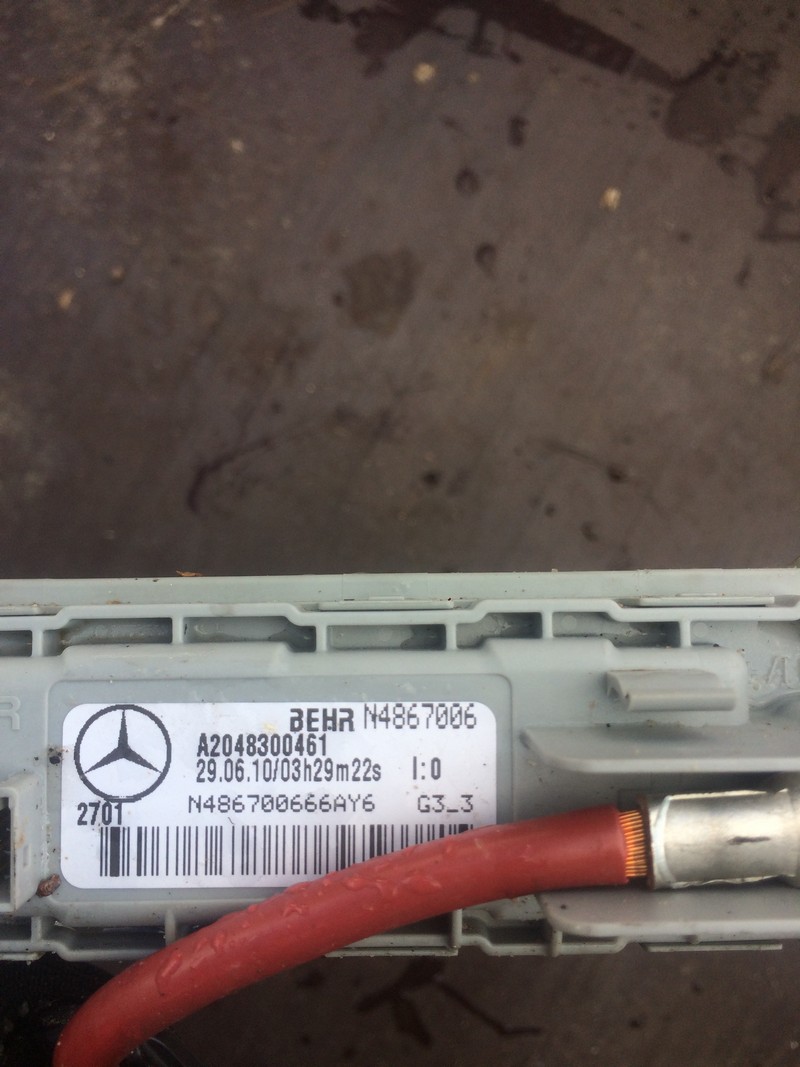 BEHR N4867006
A2048300461
29.06.10/03h29m22s I:0
N486700666AY6 G3_3
2701